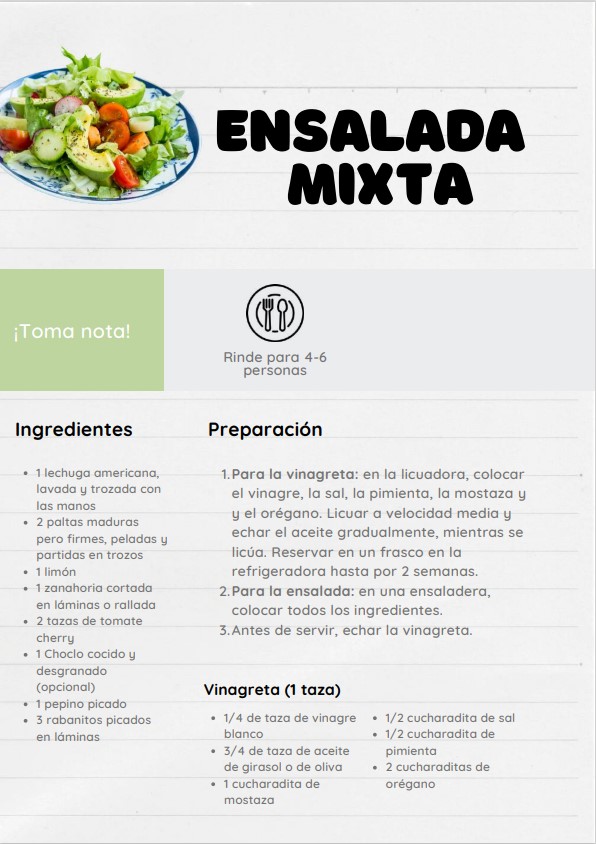 ENSALADA
MIXTA
¡Toma nota!
Rinde para 4-6
personas
Ingredientes
1 lechuga americana,
lavada y trozada con
las manos
2 paltas maduras
pero firmes, peladas y
partidas en trozos
1 limón
1 zanahoria cortada
en láminas o rallada
2 tazas de tomate
cherry
1 Choclo cocido y
desgranado
(opcional)
1 pepino picado
3 rabanitos picados
en láminas
Preparación
1. Para la vinagreta: en la licuadora, colocar
el vinagre, la sal, la pimienta, la mostaza y
y el orégano. Licuar a velocidad media y
echar el aceite gradualmente, mientras se
licúa. Reservar en un frasco en la
refrigeradora hasta por 2 semanas.
2. Para la ensalada: en una ensaladera,
colocar todos los ingredientes.
3. Antes de servir, echar la vinagreta.
Vinagreta (1 taza)
1/4 de taza de vinagre
blanco
3/4 de taza de aceite
de girasol o de oliva
1 cucharadita de
mostaza
1/2 cucharadita de sal
1/2 cucharadita de
pimienta
2 cucharaditas de
orégano